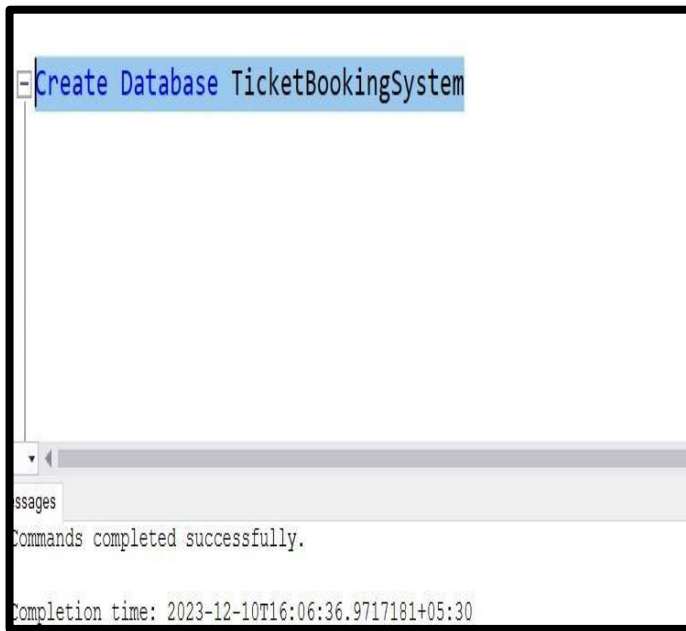 Create Database TicketBookingSystem
ssages
Commands completed successfully.
Completion time: 2023-12-10T16:06:36.9717181+05:30